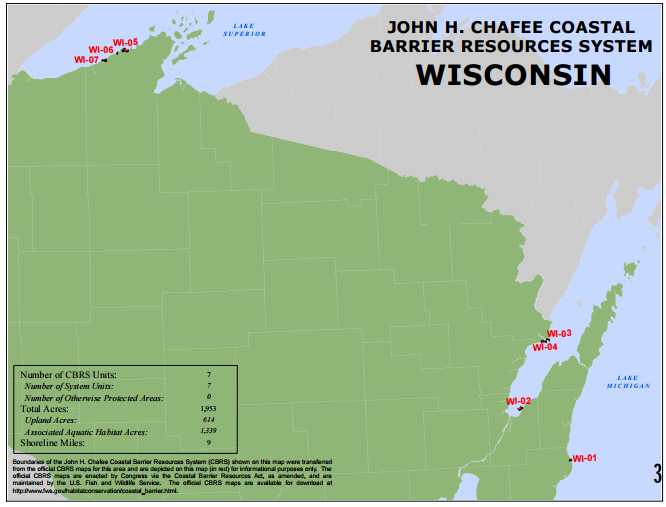 JOHN H. CHAFEE COASTAL
BARRIER RESOURCES SYSTEM
WISCONSIN
LAKE
SUPERIOR
WI-05
WI-06
WI-07
WI-03
WI-04
LAKE
MICHIGAN
WI-02
WI-01
Number of CBRS Units: 7
Number of System Units: 7
Number of Otherwise Protected Areas: 0
Total Acres: 1,953
Upland Acres: 614
Associated Aquatic Habitat Acres: 1,339
Shoreline Miles: 9
Boundaries of the John H. Chafee Coastal Barrier Resources System (CBRS) shown on this map were transferred
from the official CBRS maps for this area and are depicted on this map (in red) for informational purposes only. The
official CBRS maps are enacted by Congress via the Coastal Barrier Resources Act, as amended, and are
maintained by the U.S. Fish and Wildlife Service. The official CBRS maps are available for download at
http://www.fws.gov/habitatconservation/coastal_barrier.html.
3